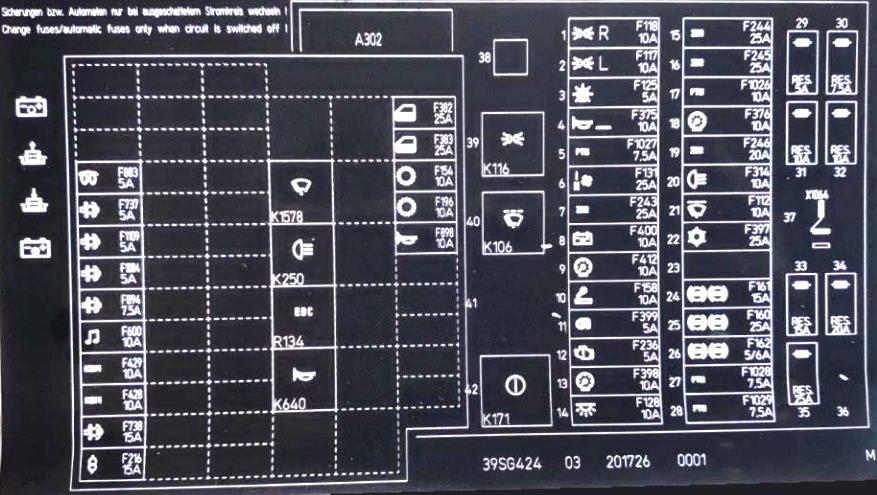 Sicherungen bzw. Automaten nur bei ausgeschaltetem Stromkreis wechseln !
Change fuses/automatic fuses only when circuit is switched off !
A302
F382
25A
F383
25A
F883
5A
F154
10A
F737
5A
K1578
F196
10A
F1109
5A
F898
10A
K250
5A
F894
7.5A
EDC
F600
10A
R134
F429
10A
F428
10A
K640
F738
15A
F216
15A
38
39
K116
40
K106
41
42
K171
1 R F118
10A
2 L F117
10A
3 F125
5A
4 F375
10A
5 PTO F1027
7.5A
6 F131
25A
7 F243
25A
8 F400
10A
9 F412
10A
10 F158
10A
11 F399
5A
12 F236
5A
13 F398
10A
14 F128
10A
15 F244
25A
16 F245
25A
17 PTO F1026
10A
18 F376
10A
19 F246
20A
20 F314
10A
21 F112
10A
22 F397
25A
23
24 F161
15A
25 F160
25A
26 F162
5/6A
27 PTO F1028
7.5A
28 PTO F1029
7.5A
29 30
RES. 5A
RES. 7.5A
RES. 10A
RES. 10A
31 32
X1064
37
33 34
RES. 15A
RES. 20A
RES. 25A
35 36
39SG424 03 201726 0001 M